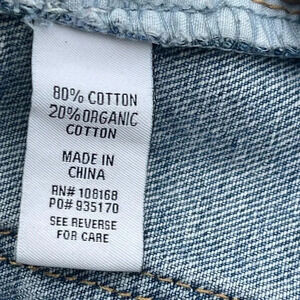 80% COTTON
20% ORGANIC
COTTON
MADE IN
CHINA
RN# 108168
PO# 935170
SEE REVERSE
FOR CARE